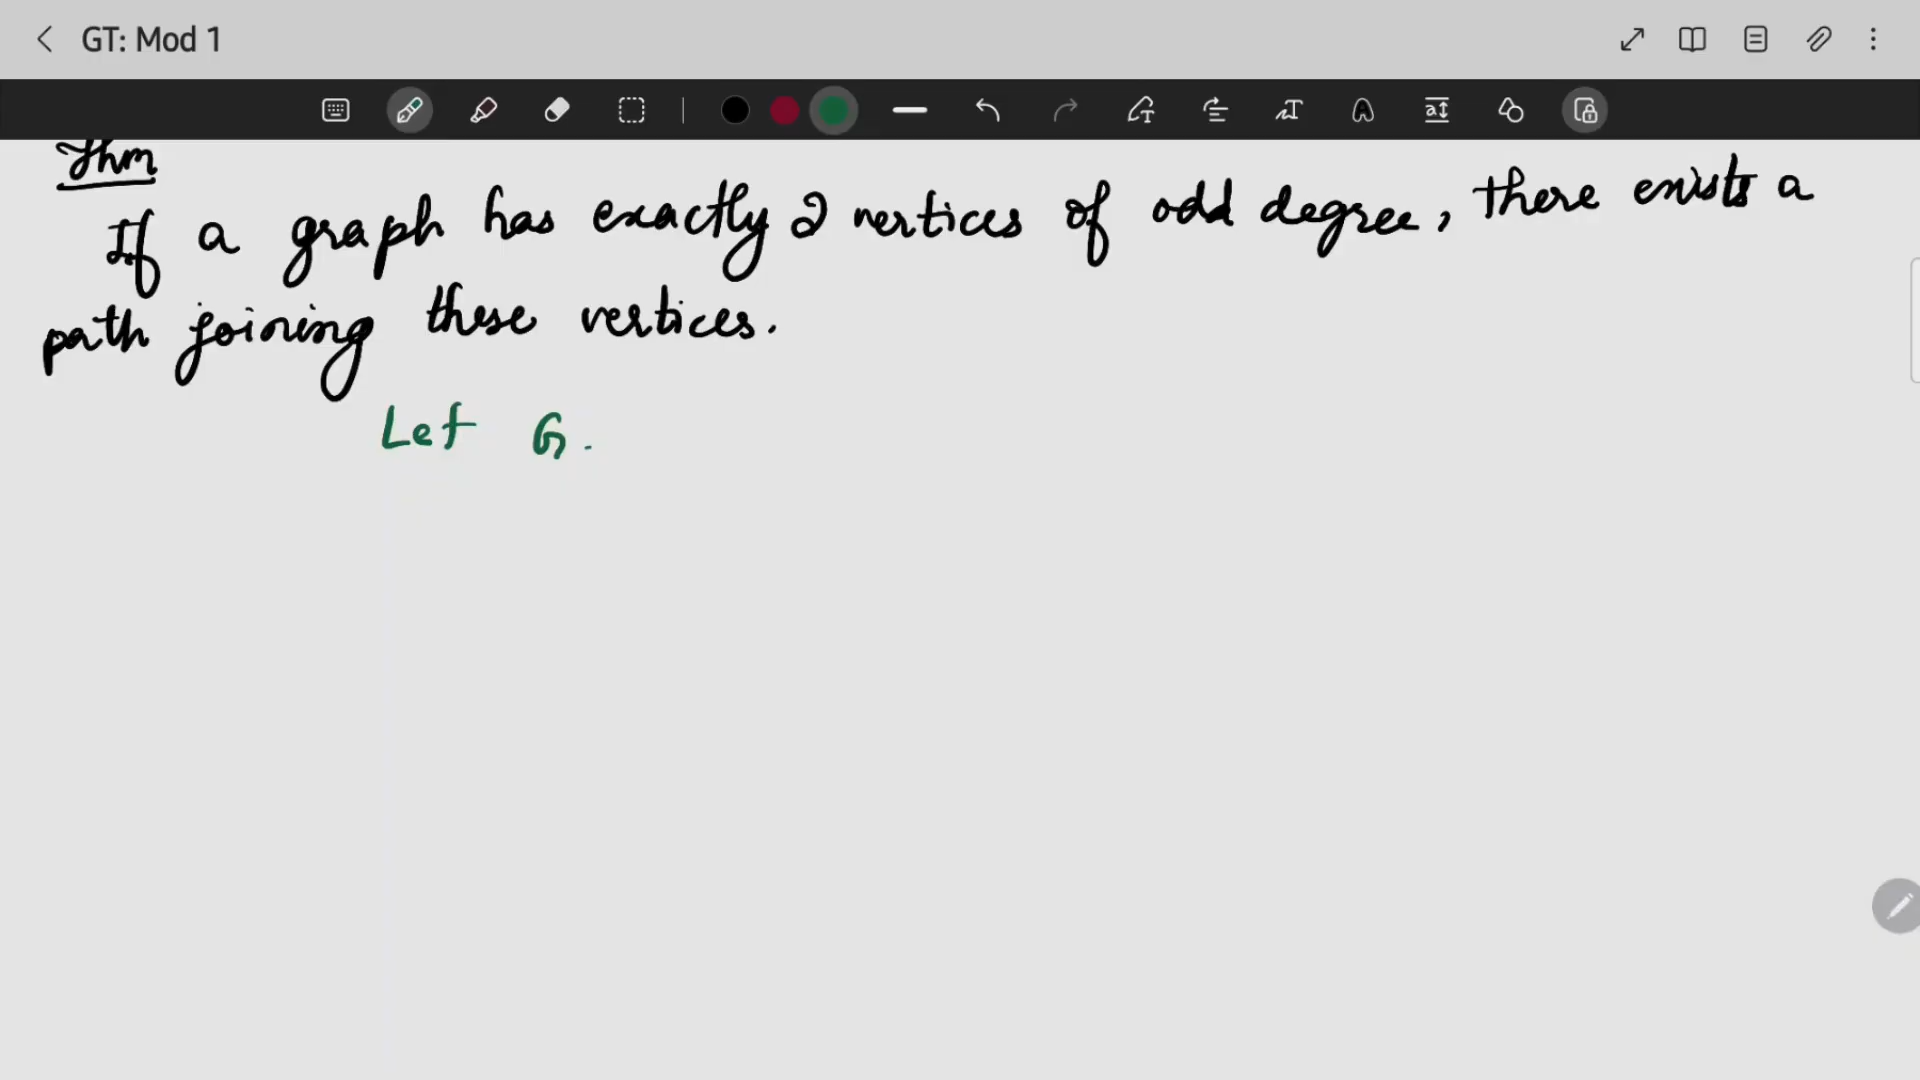 GT: Mod 1
Thm
If a graph has exactly 2 vertices of odd degree, there exists a
path joining these vertices.
Let G.